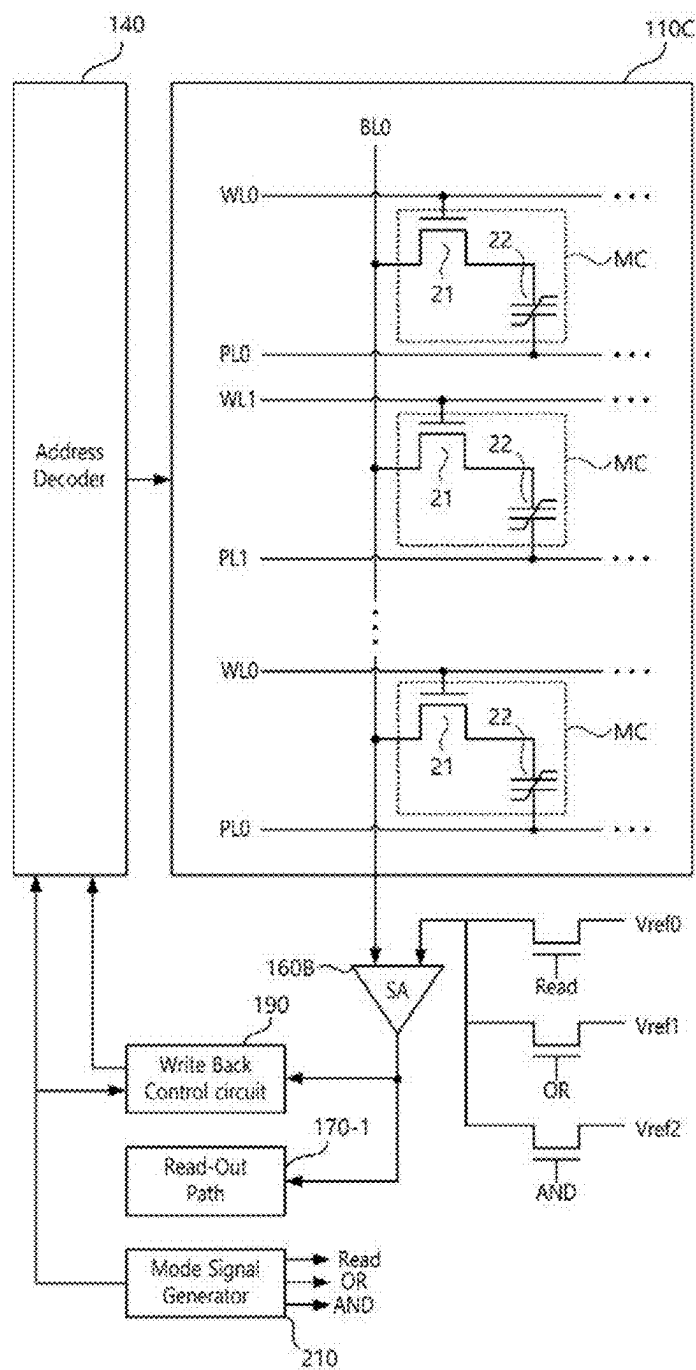 140
110C
BL0
WL0
22
MC
21
PL0
WL1
22
MC
21
PL1
Address
Decoder
WL0
22
MC
21
PL0
Vref0
160B
SA
Read
190
Write Back
Control circuit
Vref1
OR
170-1
Read-Out
Path
Vref2
AND
Mode Signal
Generator
Read
OR
AND
210